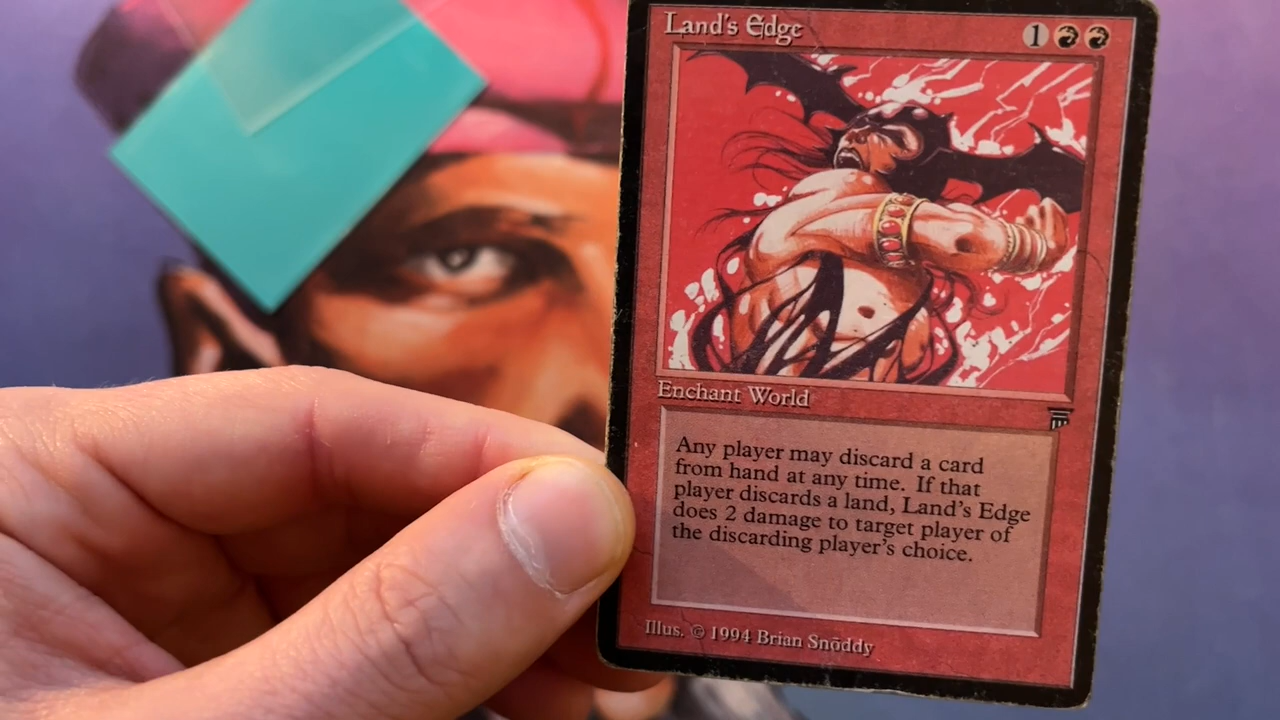 Land's Edge
1
Enchant World
Any player may discard a card
from hand at any time. If that
player discards a land, Land's Edge
does 2 damage to target player of
the discarding player's choice.
Illus. © 1994 Brian Snōddy